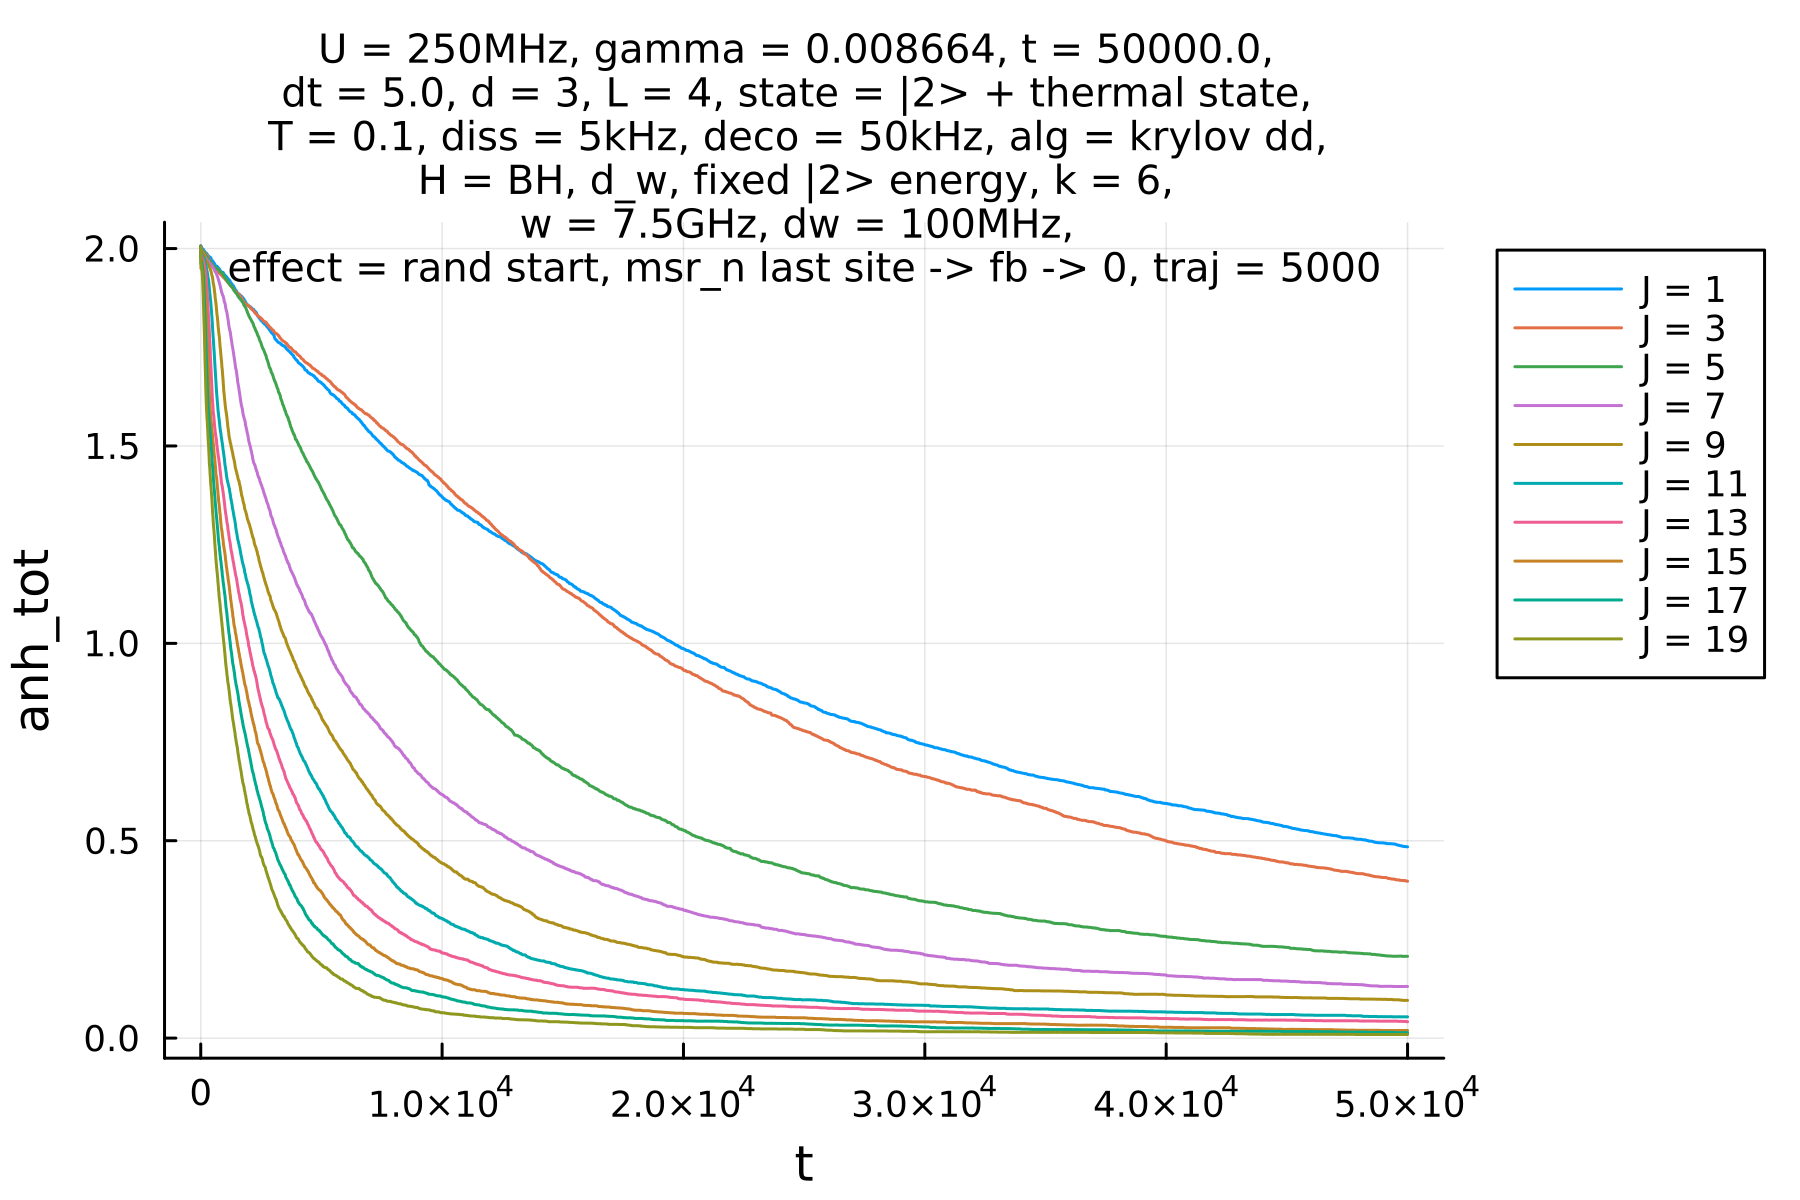 U = 250MHz, gamma = 0.008664, t = 50000.0,
dt = 5.0, d = 3, L = 4, state = |2> + thermal state,
T = 0.1, diss = 5kHz, deco = 50kHz, alg = krylov dd,
H = BH, d_w, fixed |2> energy, k = 6,
w = 7.5GHz, dw = 100MHz,
effect = rand start, msr_n last site -> fb -> 0, traj = 5000
2.0
1.5
1.0
0.5
0.0
anh_tot
0
1.0×10⁴
2.0×10⁴
3.0×10⁴
4.0×10⁴
5.0×10⁴
t
J = 1
J = 3
J = 5
J = 7
J = 9
J = 11
J = 13
J = 15
J = 17
J = 19